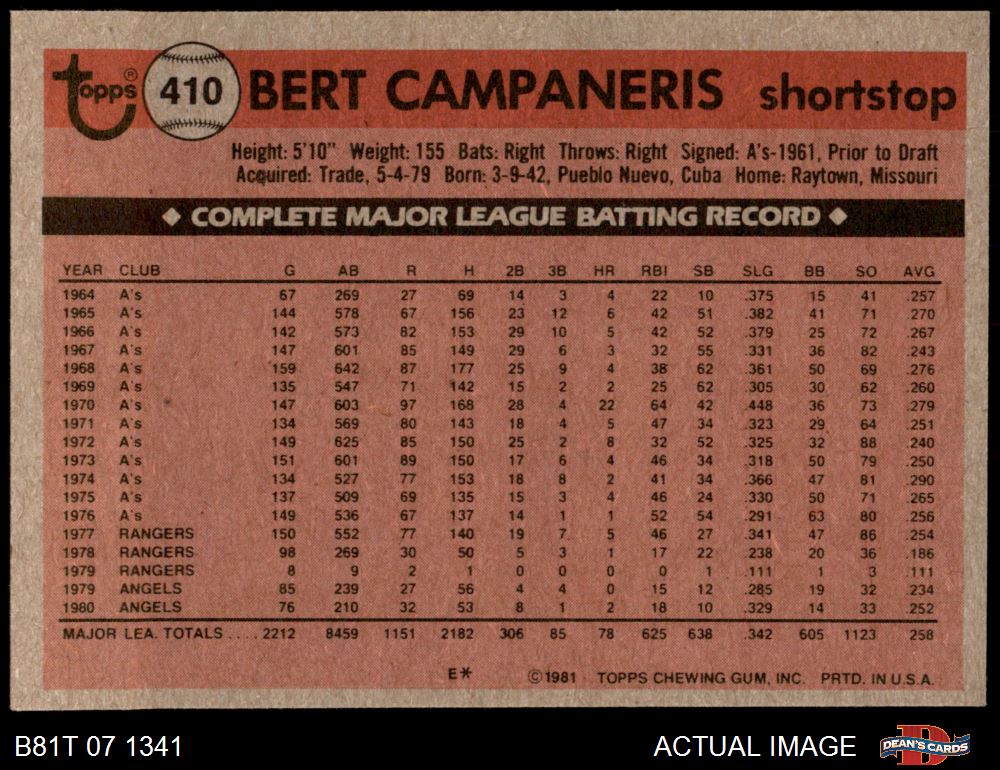 topps® 410 BERT CAMPANERIS shortstop
Height: 5'10" Weight: 155 Bats: Right Throws: Right Signed: A's-1961, Prior to Draft
Acquired: Trade, 5-4-79 Born: 3-9-42, Pueblo Nuevo, Cuba Home: Raytown, Missouri
◆ COMPLETE MAJOR LEAGUE BATTING RECORD ◆
YEAR CLUB G AB R H 2B 3B HR RBI SB SLG BB SO AVG
1964 A's 67 269 27 69 14 3 4 22 10 .375 15 41 .257
1965 A's 144 578 67 156 23 12 6 42 51 .382 41 71 .270
1966 A's 142 573 82 153 29 10 5 42 52 .379 25 72 .267
1967 A's 147 601 85 149 29 6 3 32 55 .331 36 82 .243
1968 A's 159 642 87 177 25 9 4 38 62 .361 50 69 .276
1969 A's 135 547 71 142 15 2 2 25 62 .305 30 62 .260
1970 A's 147 603 97 168 28 4 22 64 42 .448 36 73 .279
1971 A's 134 569 80 143 18 4 5 47 34 .323 29 64 .251
1972 A's 149 625 85 150 25 2 8 32 52 .325 32 88 .240
1973 A's 151 601 89 150 17 6 4 46 34 .318 50 79 .250
1974 A's 134 527 77 153 18 8 2 41 34 .366 47 81 .290
1975 A's 137 509 69 135 15 3 4 46 24 .330 50 71 .265
1976 A's 149 536 67 137 14 1 1 52 54 .291 63 80 .256
1977 RANGERS 150 552 77 140 19 7 5 46 27 .341 47 86 .254
1978 RANGERS 98 269 30 50 5 3 1 17 22 .238 20 36 .186
1979 RANGERS 8 9 2 1 0 0 0 0 1 .111 1 3 .111
1979 ANGELS 85 239 27 56 4 4 0 15 12 .285 19 32 .234
1980 ANGELS 76 210 32 53 8 1 2 18 10 .329 14 33 .252
MAJOR LEA. TOTALS .... 2212 8459 1151 2182 306 85 78 625 638 .342 605 1123 .258
E* ©1981 TOPPS CHEWING GUM, INC. PRTD. IN U.S.A.
B81T 07 1341 ACTUAL IMAGE D DEAN'S CARDS